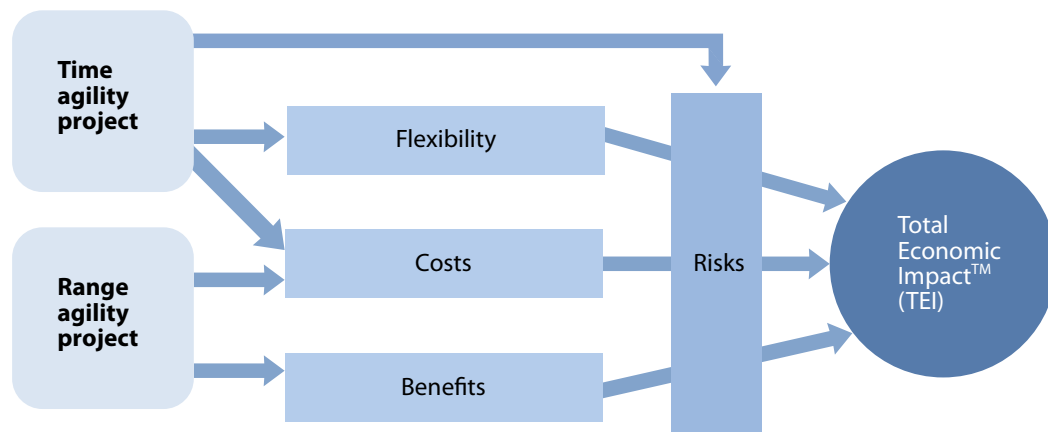 Time
agility
project
Range
agility
project
Flexibility
Costs
Benefits
Risks
Total
Economic
Impact™
(TEI)